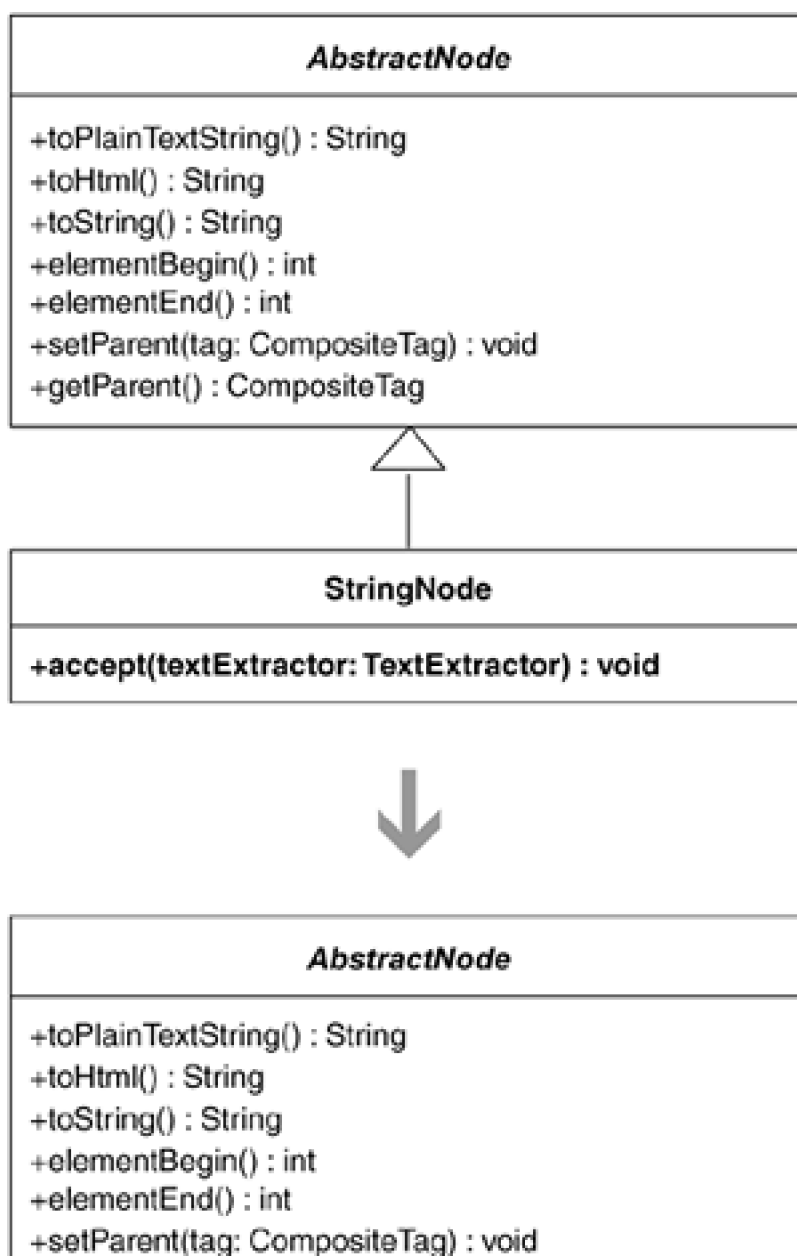 AbstractNode
+toPlainTextString() : String
+toHtml() : String
+toString() : String
+elementBegin() : int
+elementEnd() : int
+setParent(tag: CompositeTag) : void
+getParent() : CompositeTag
StringNode
+accept(textExtractor: TextExtractor) : void
AbstractNode
+toPlainTextString() : String
+toHtml() : String
+toString() : String
+elementBegin() : int
+elementEnd() : int
+setParent(tag: CompositeTag) : void